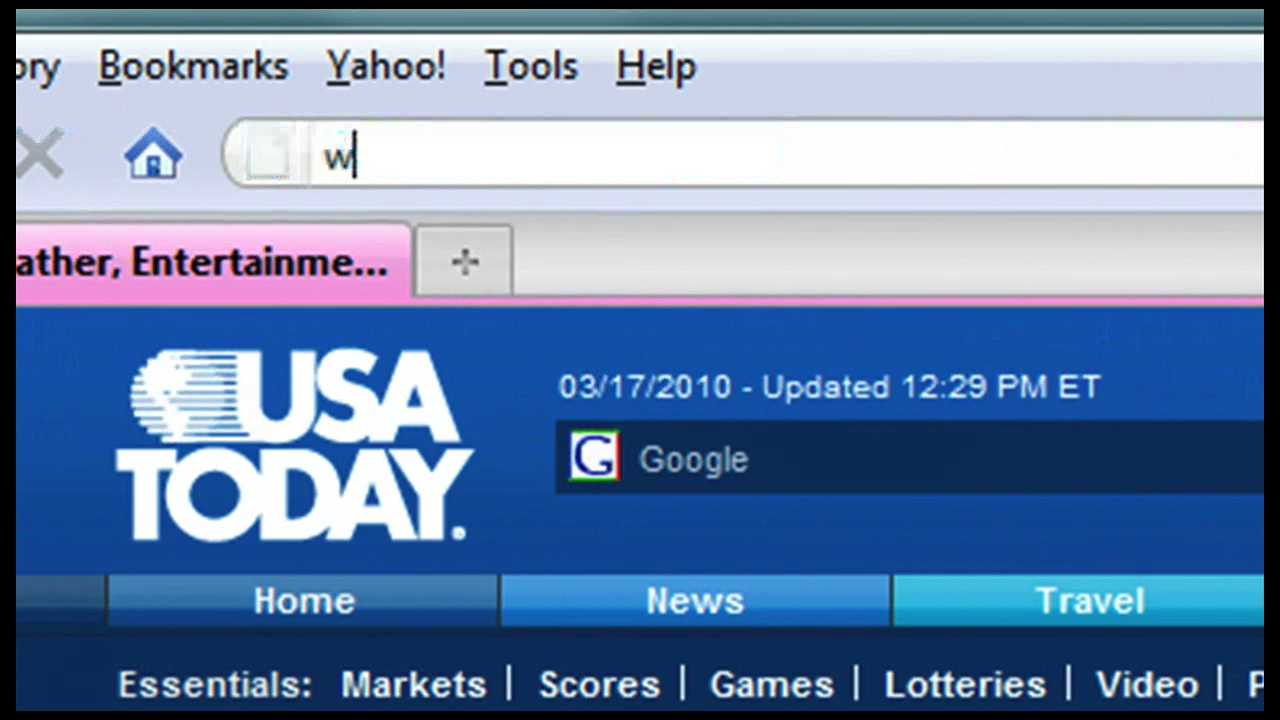 ory Bookmarks Yahoo! Tools Help
w
ather, Entertainme... +
USA
TODAY.
03/17/2010 - Updated 12:29 PM ET
G Google
Home News Travel
Essentials: Markets | Scores | Games | Lotteries | Video | P